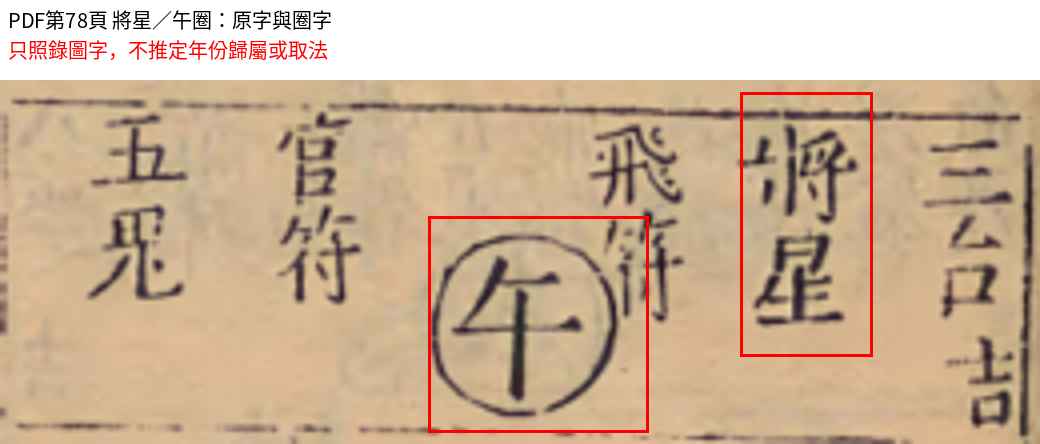 PDF第78頁 將星／午圈：原字與圈字
只照錄圖字，不推定年份歸屬或取法
三台吉
將星
飛符
午
官符
五鬼